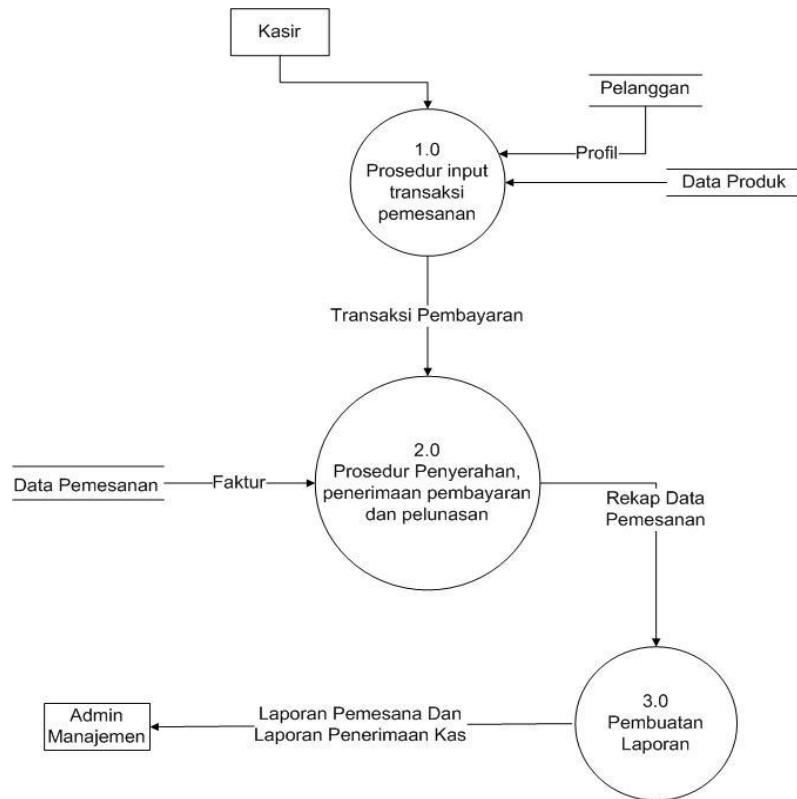 Kasir
Pelanggan
1.0
Prosedur input
transaksi
pemesanan
Profil
Data Produk
Transaksi Pembayaran
2.0
Prosedur Penyerahan,
penerimaan pembayaran
dan pelunasan
Data Pemesanan
Faktur
Rekap Data
Pemesanan
3.0
Pembuatan
Laporan
Laporan Pemesana Dan
Laporan Penerimaan Kas
Admin
Manajemen